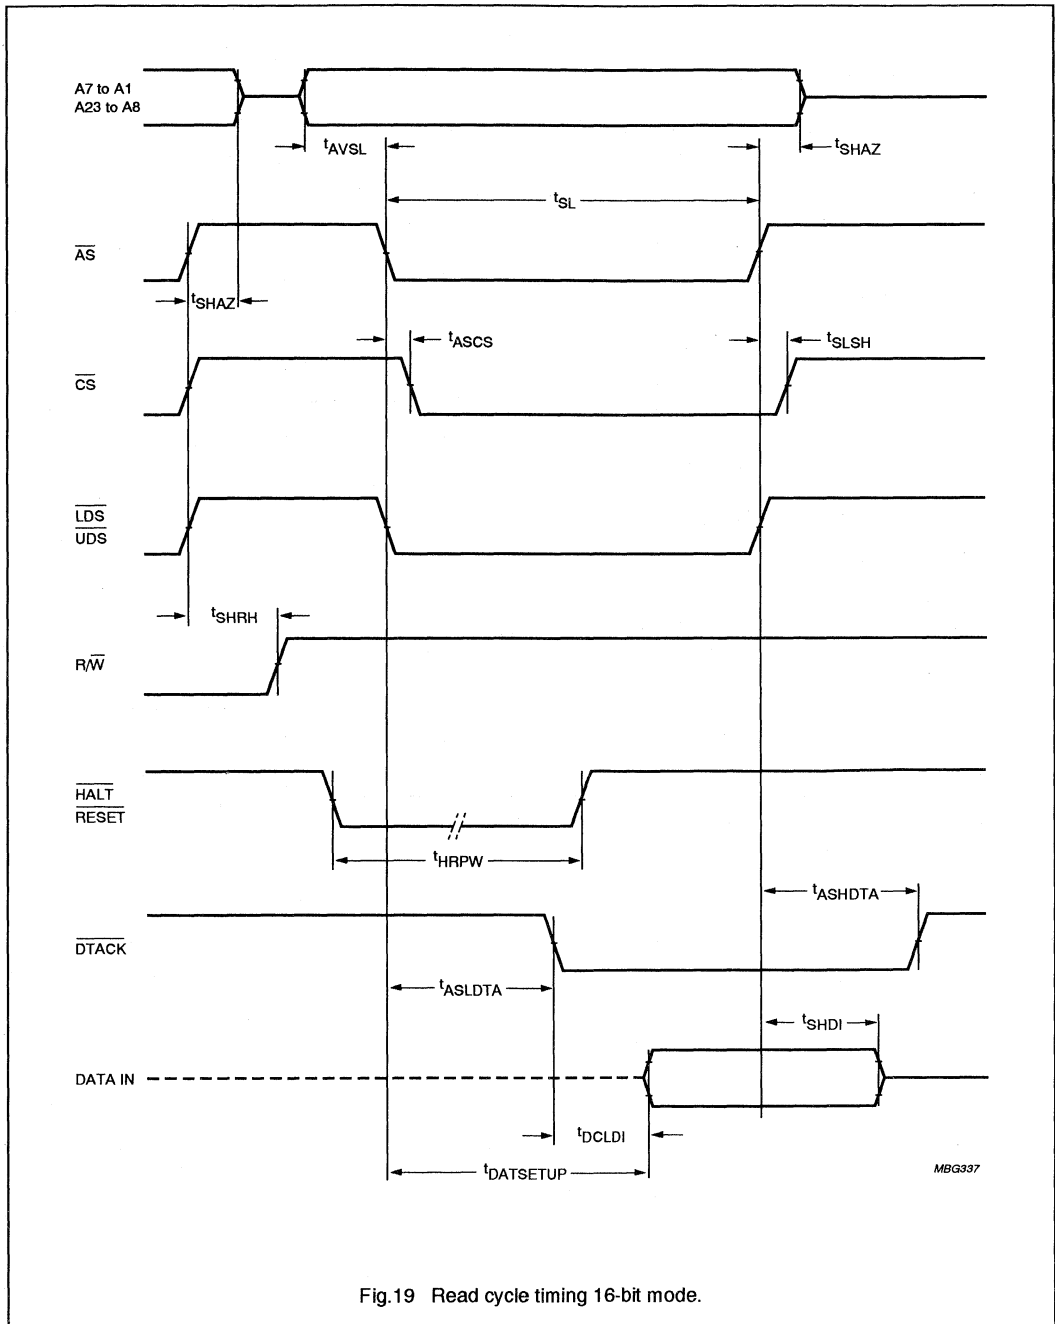 A7 to A1
A23 to A8
tAVSL
tSHAZ
tSL
AS
tSHAZ
tASCS
tSLSH
CS
LDS
UDS
tSHRH
R/W
HALT
RESET
tHRPW
tASHDTA
DTACK
tASLDTA
tSHDI
DATA IN
tDCLDI
tDATSETUP
MBG337
Fig.19 Read cycle timing 16-bit mode.